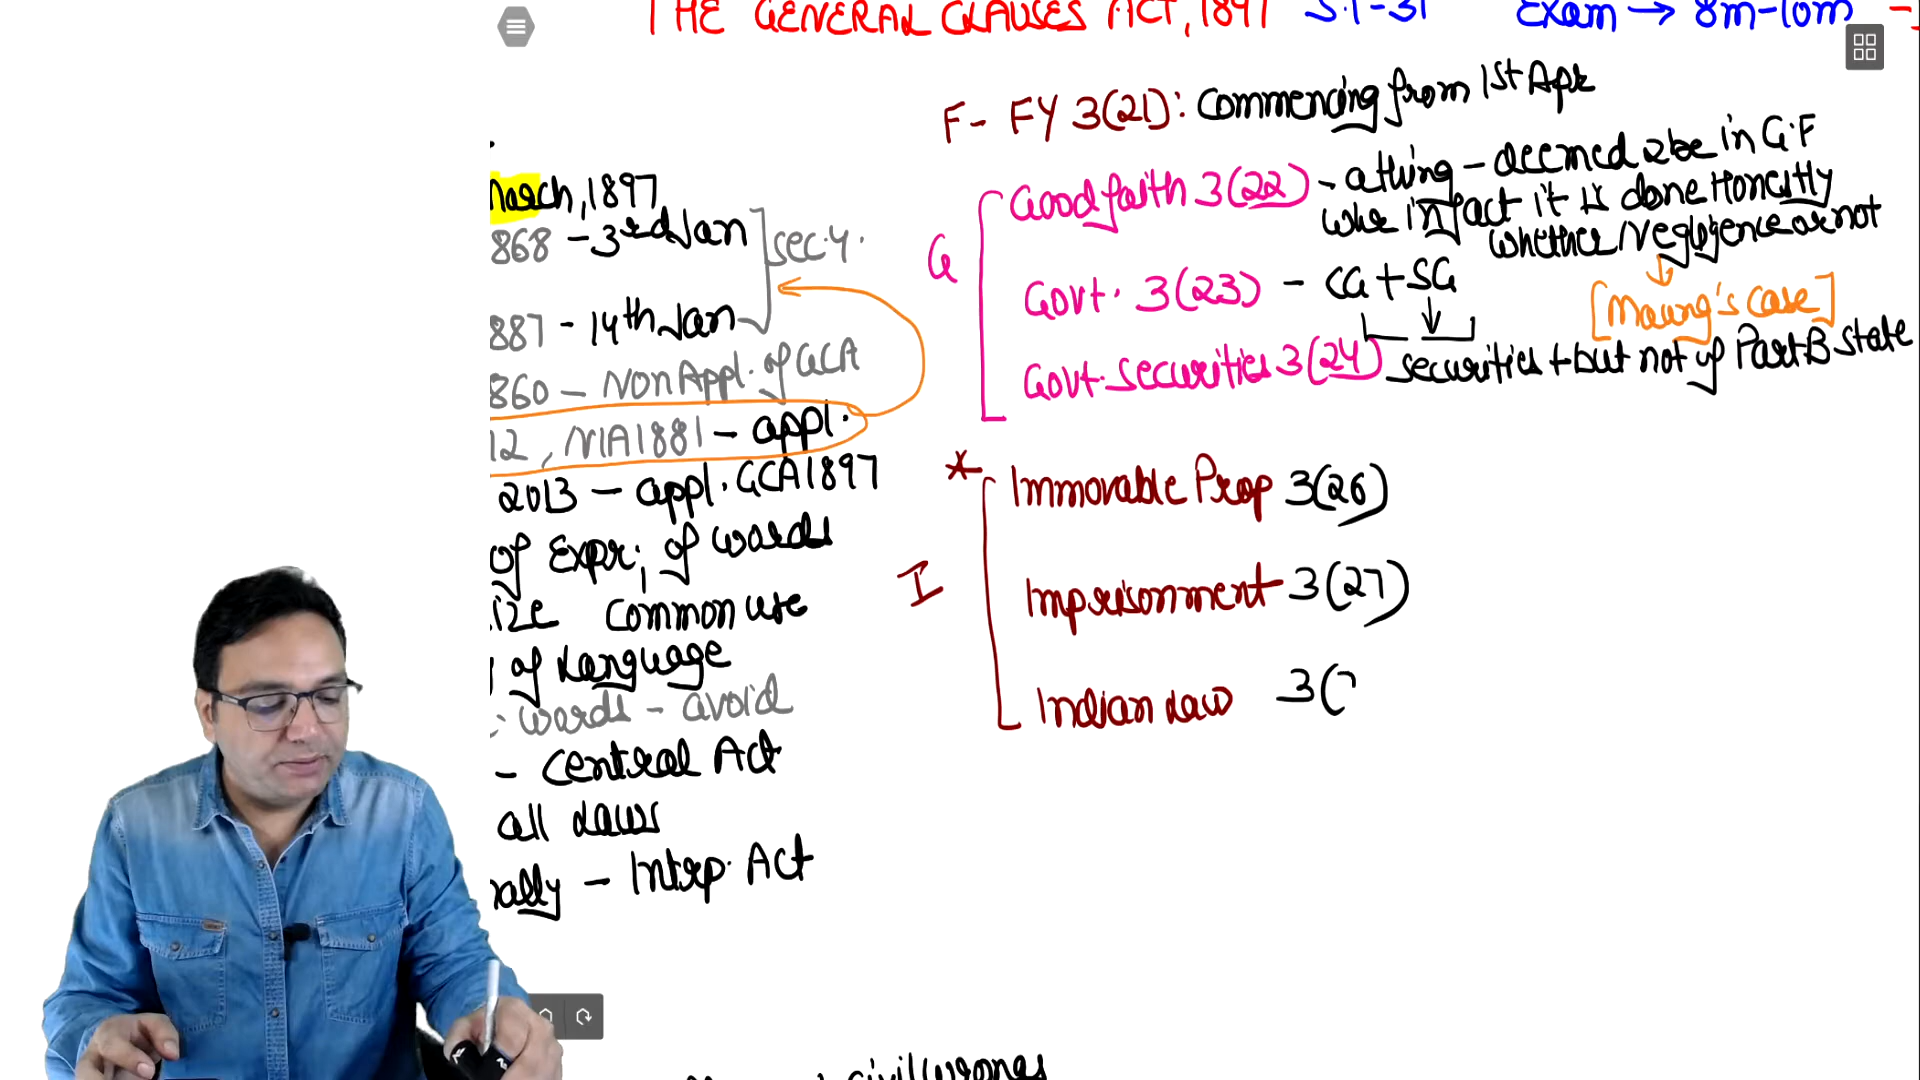 THE GENERAL CLAUSES ACT, 1897 S.1-31 Exam → 8m-10m
F- FY 3(21): Commencing from 1st Apr
March, 1897
868 - 3rd Jan
sec.4.
887 - 14th Jan
860 - Non Appl. of GCA
12, NIA 1881 - appl.
2013 - appl. GCA 1897
of Expr; of words
common use
of Language
words - avoid
- Central Act
all Laws
- Interp. Act
G
Good faith 3(22) - a thing - deemed 2 be in G.F
where in fact it is done Honestly
whether Negligence or not
[Maung's case]
Govt. 3(23) - CG + SG
Govt. securities 3(24) securities + but not of Part B State
*
I
Immovable Prop 3(26)
Imprisonment 3(27)
Indian Law 3(
civil wrongs